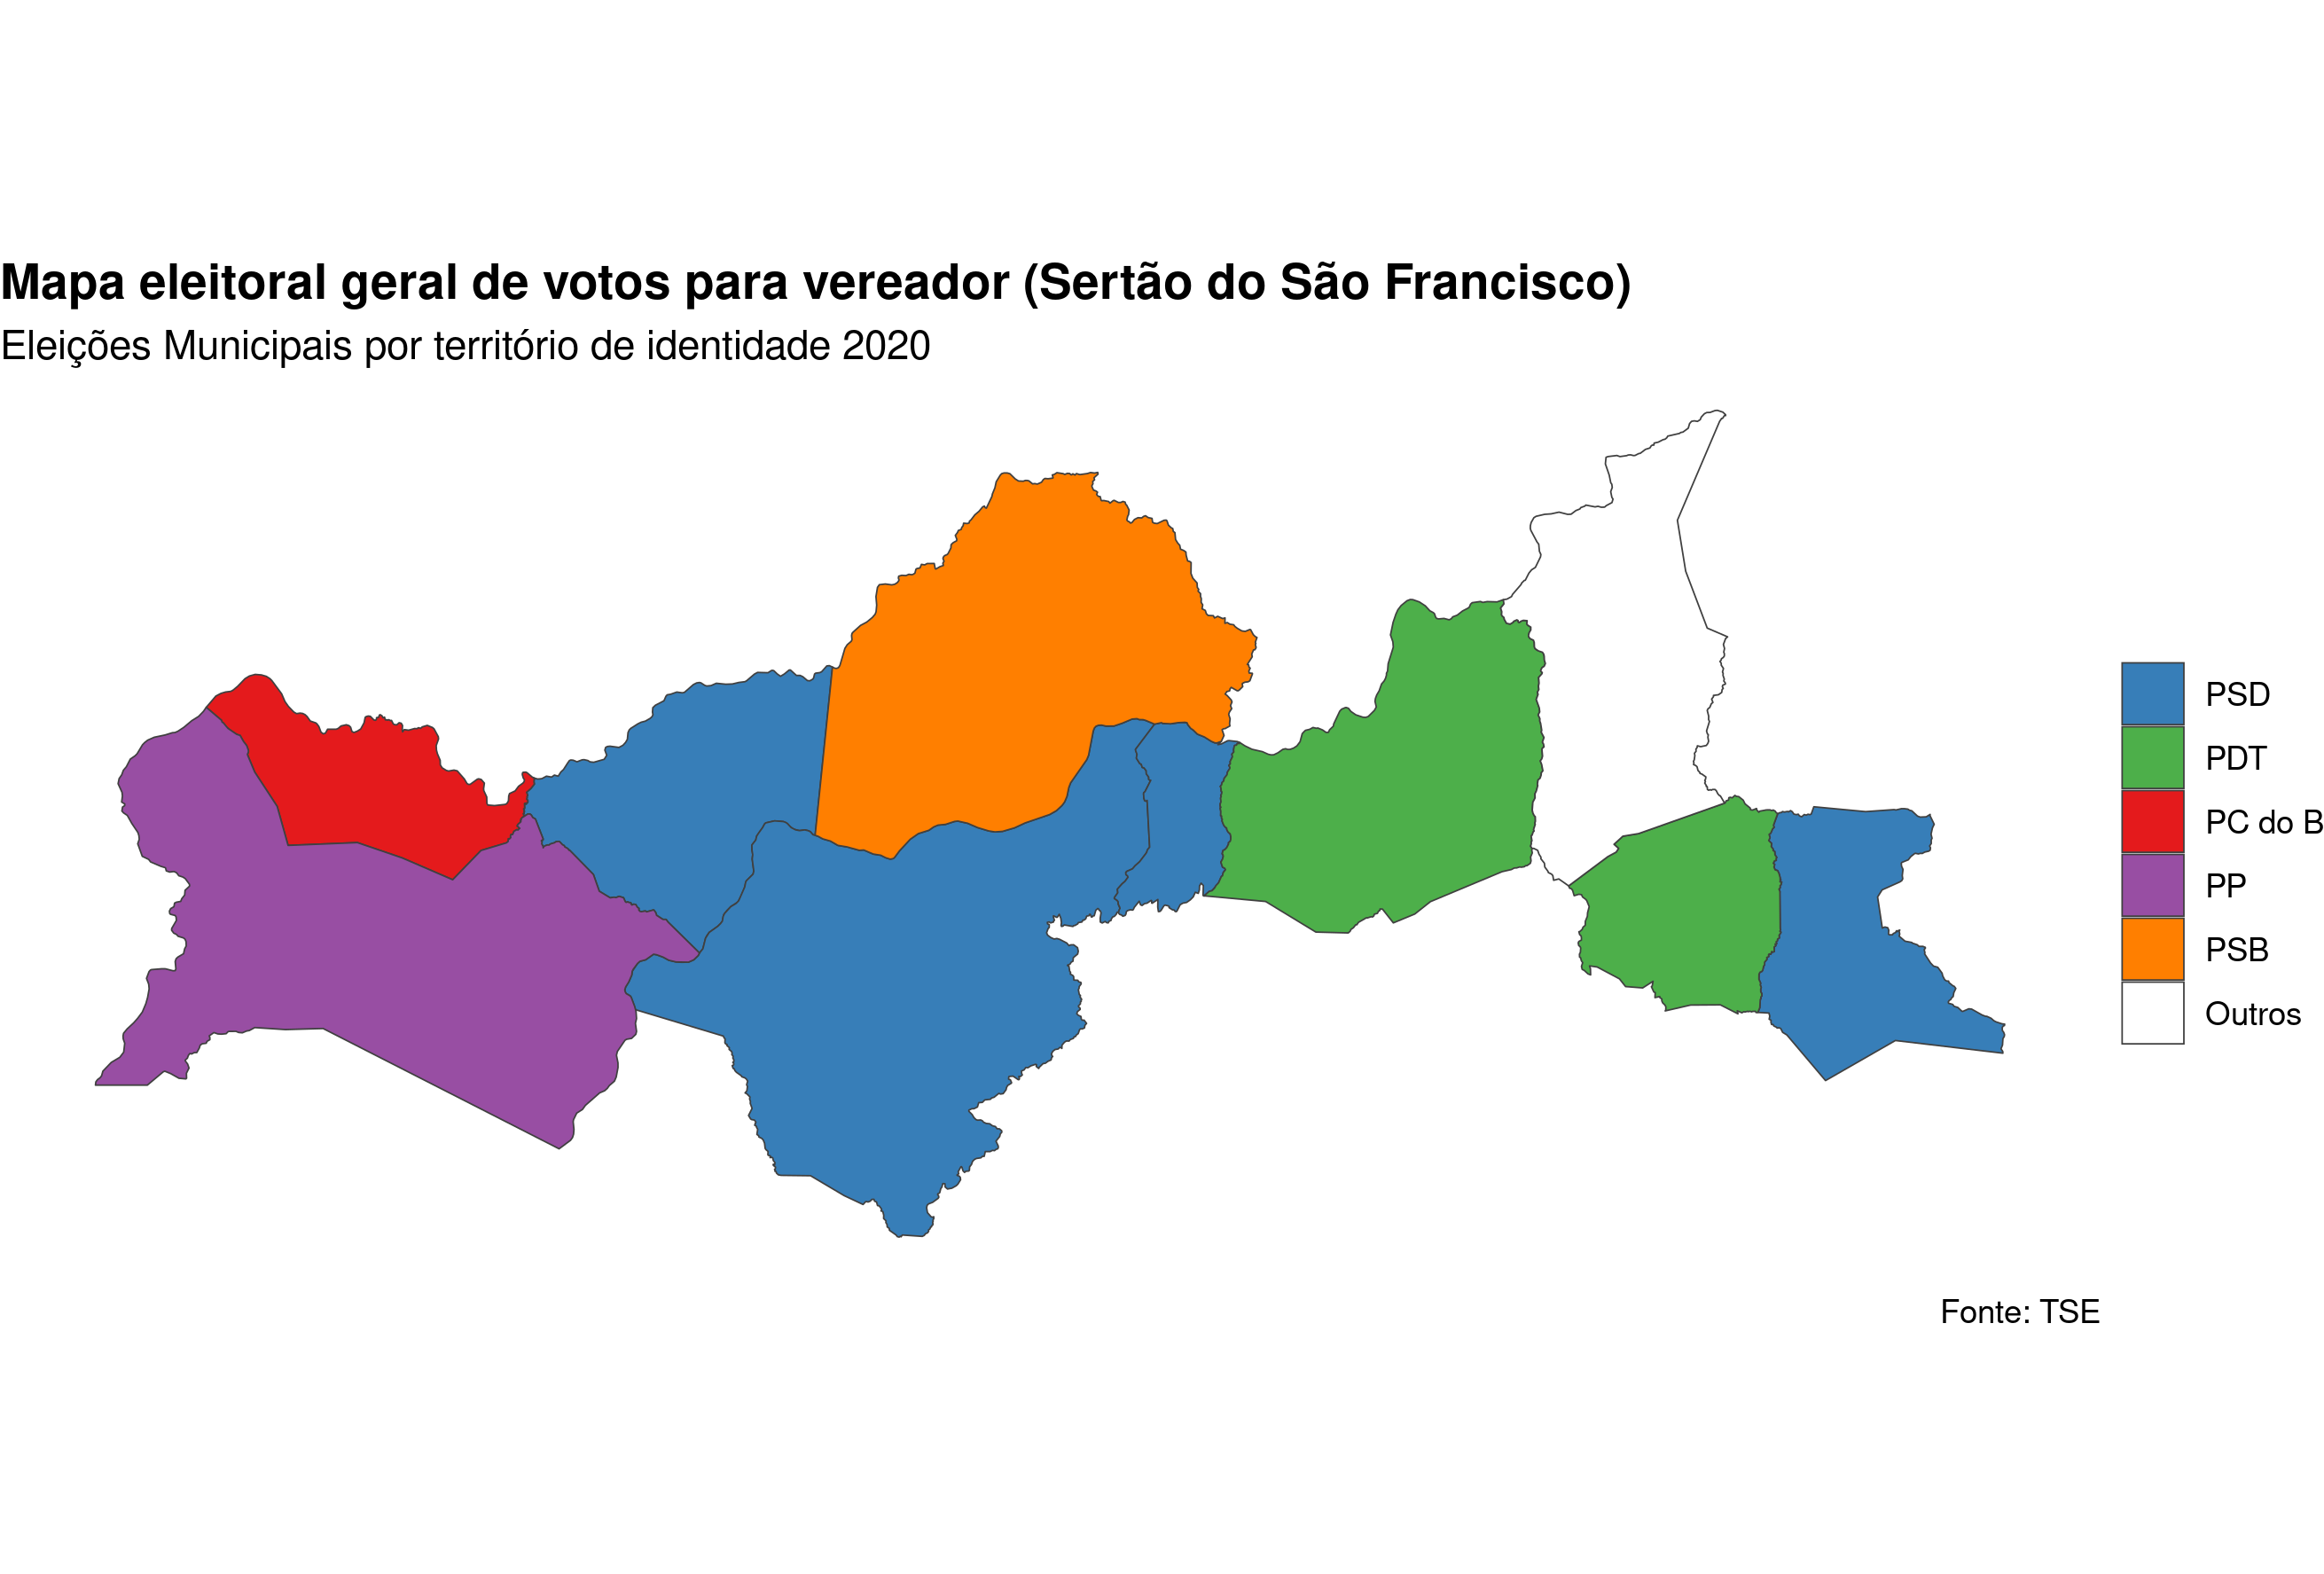 Mapa eleitoral geral de votos para vereador (Sertão do São Francisco)
Eleições Municipais por território de identidade 2020
PSD
PDT
PC do B
PP
PSB
Outros
Fonte: TSE